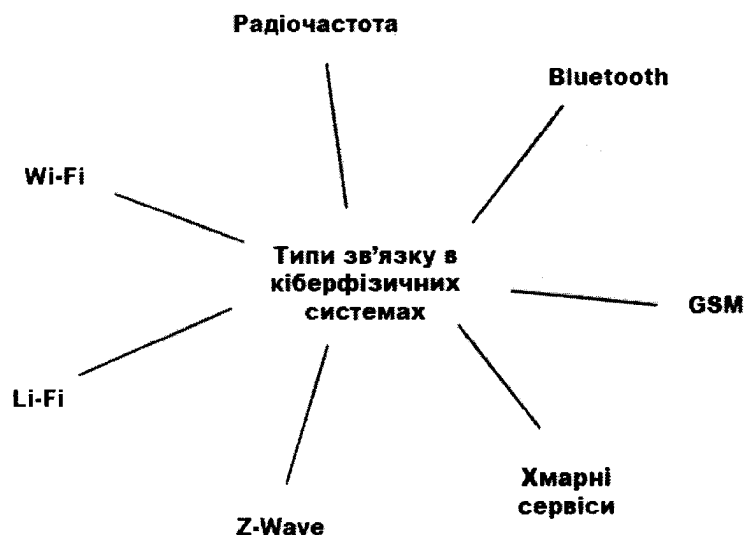 Радіочастота
Bluetooth
Wi-Fi
Типи зв'язку в
кіберфізичних
системах
GSM
Li-Fi
Хмарні
сервіси
Z-Wave